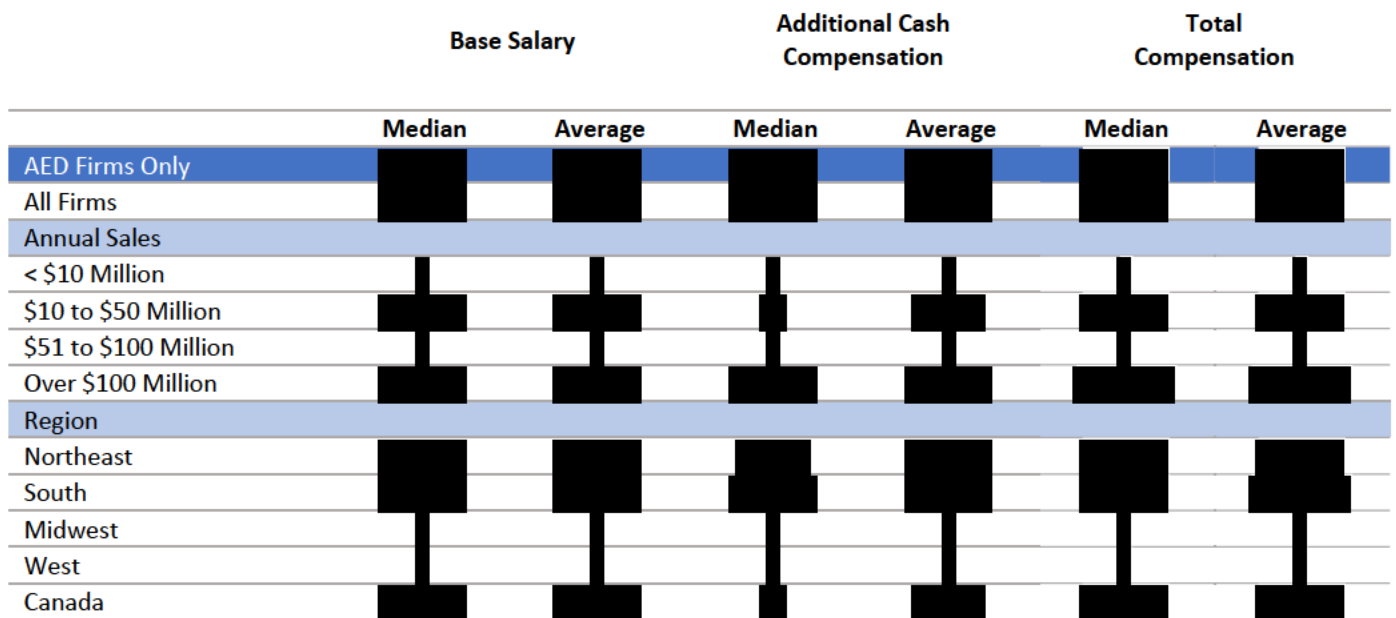 Base Salary
Additional Cash
Compensation
Total
Compensation
Median Average Median Average Median Average
AED Firms Only
All Firms
Annual Sales
< $10 Million
$10 to $50 Million
$51 to $100 Million
Over $100 Million
Region
Northeast
South
Midwest
West
Canada